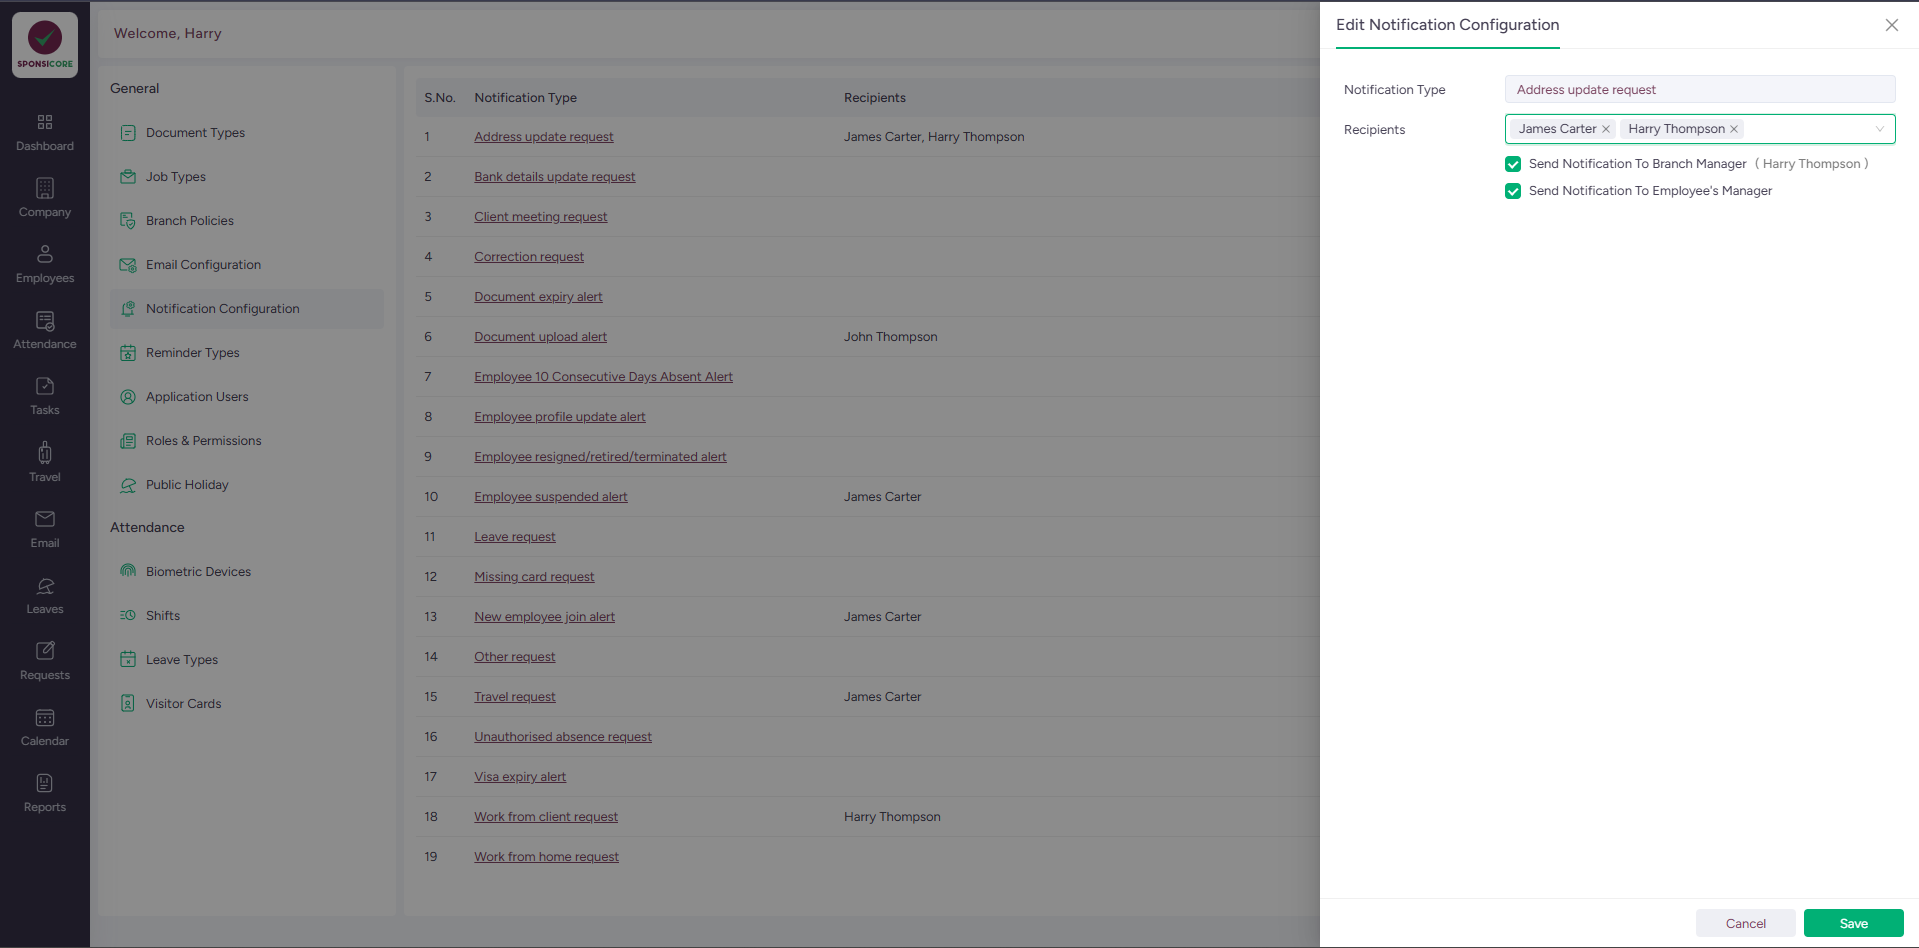 SPONSICORE
Dashboard
Company
Employees
Attendance
Tasks
Travel
Email
Leaves
Requests
Calendar
Reports
Welcome, Harry
General
Document Types
Job Types
Branch Policies
Email Configuration
Notification Configuration
Reminder Types
Application Users
Roles & Permissions
Public Holiday
Attendance
Biometric Devices
Shifts
Leave Types
Visitor Cards
S.No. Notification Type Recipients
1 Address update request James Carter, Harry Thompson
2 Bank details update request
3 Client meeting request
4 Correction request
5 Document expiry alert
6 Document upload alert John Thompson
7 Employee 10 Consecutive Days Absent Alert
8 Employee profile update alert
9 Employee resigned/retired/terminated alert
10 Employee suspended alert James Carter
11 Leave request
12 Missing card request
13 New employee join alert James Carter
14 Other request
15 Travel request James Carter
16 Unauthorised absence request
17 Visa expiry alert
18 Work from client request Harry Thompson
19 Work from home request
Edit Notification Configuration
Notification Type Address update request
Recipients James Carter Harry Thompson
Send Notification To Branch Manager ( Harry Thompson )
Send Notification To Employee's Manager
Cancel Save